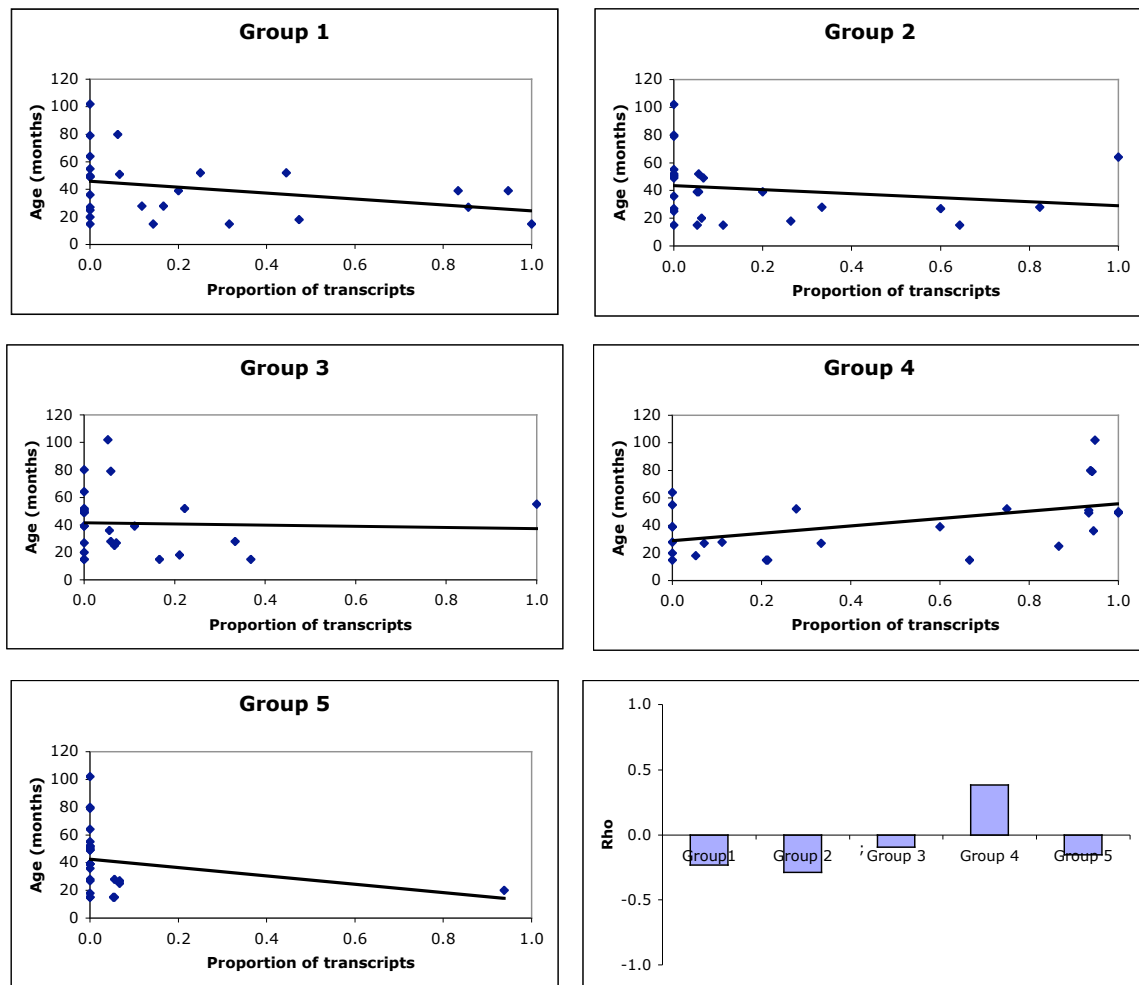 Group 1
Age (months)
120
100
80
60
40
20
0
0.0 0.2 0.4 0.6 0.8 1.0
Proportion of transcripts
Group 2
Age (months)
120
100
80
60
40
20
0
0.0 0.2 0.4 0.6 0.8 1.0
Proportion of transcripts
Group 3
Age (months)
120
100
80
60
40
20
0
0.0 0.2 0.4 0.6 0.8 1.0
Proportion of transcripts
Group 4
Age (months)
120
100
80
60
40
20
0
0.0 0.2 0.4 0.6 0.8 1.0
Proportion of transcripts
Group 5
Age (months)
120
100
80
60
40
20
0
0.0 0.2 0.4 0.6 0.8 1.0
Proportion of transcripts
Rho
1.0
0.5
0.0
-0.5
-1.0
Group1 Group 2 ; Group 3 Group 4 Group 5